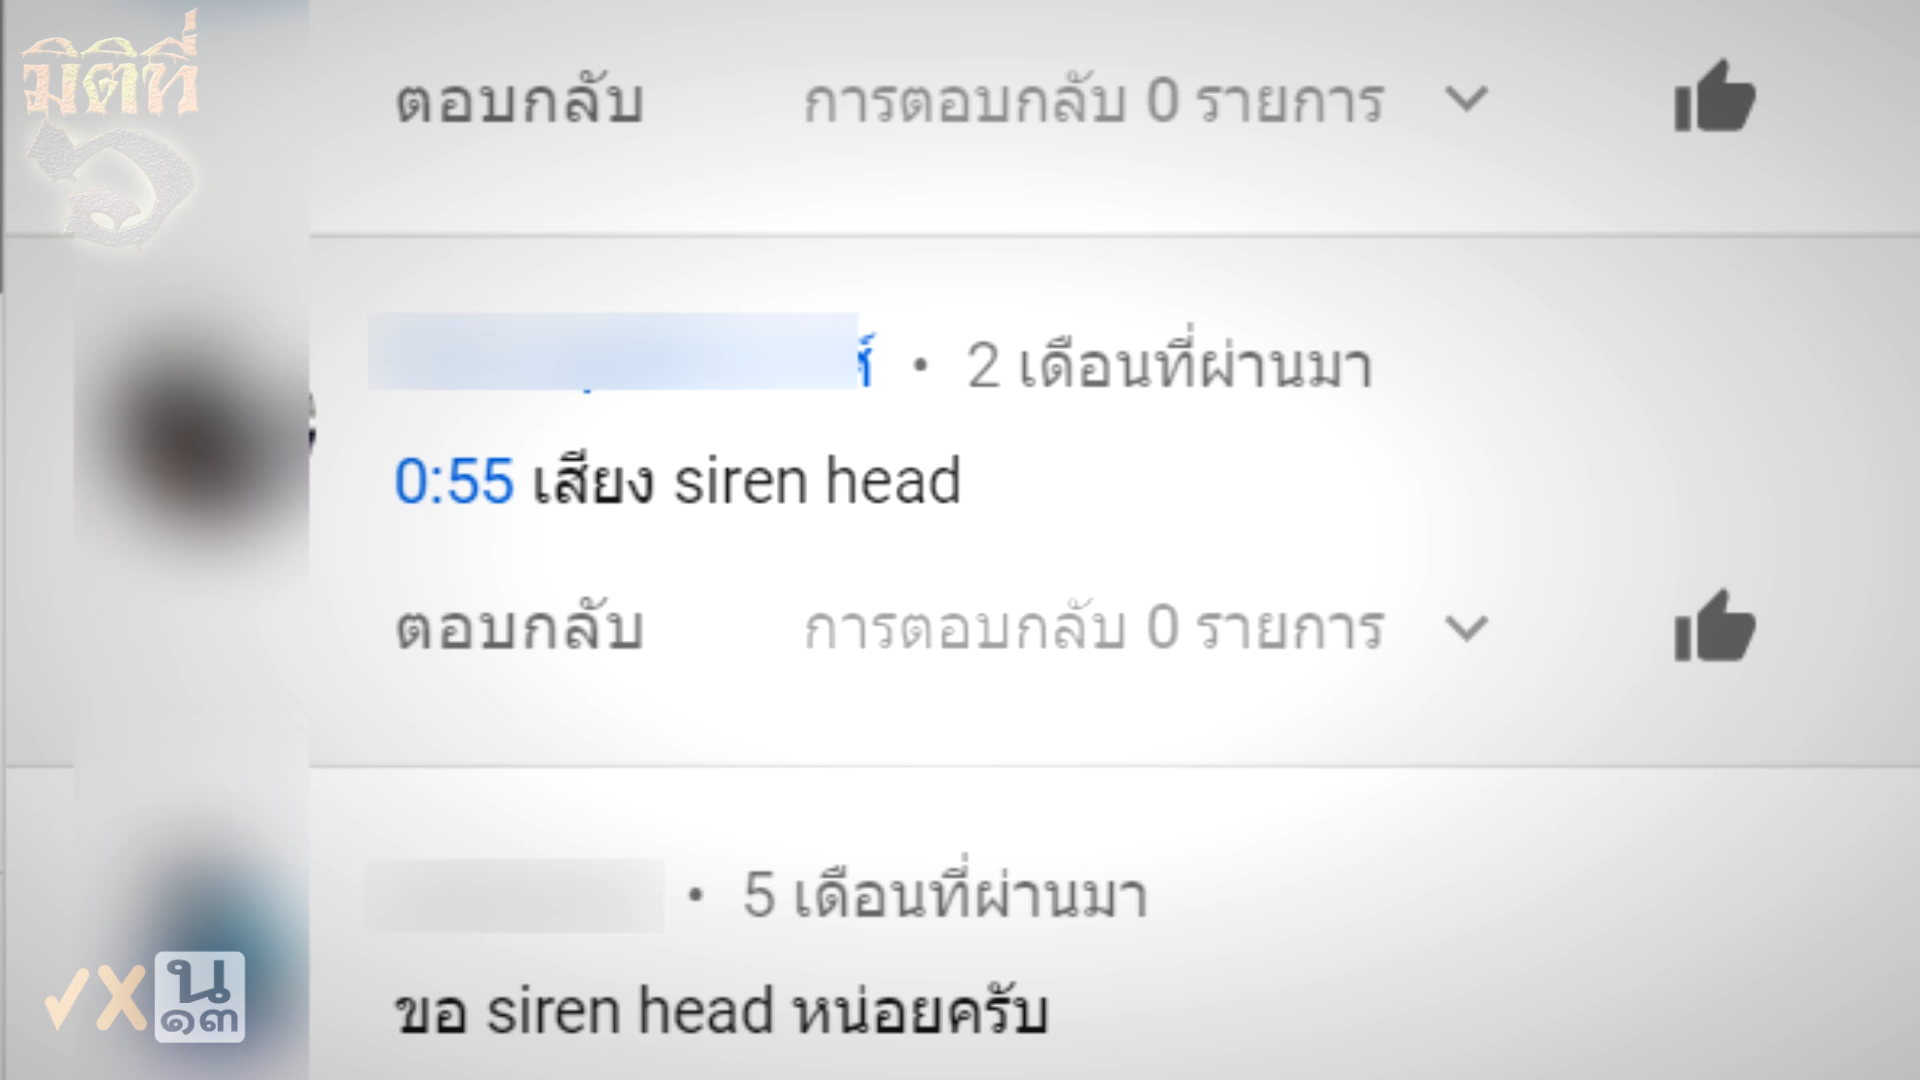 มิติที่
๖
ตอบกลับ การตอบกลับ 0 รายการ
• 2 เดือนที่ผ่านมา
0:55 เสียง siren head
ตอบกลับ การตอบกลับ 0 รายการ
• 5 เดือนที่ผ่านมา
ขอ siren head หน่อยครับ
น
๑๓